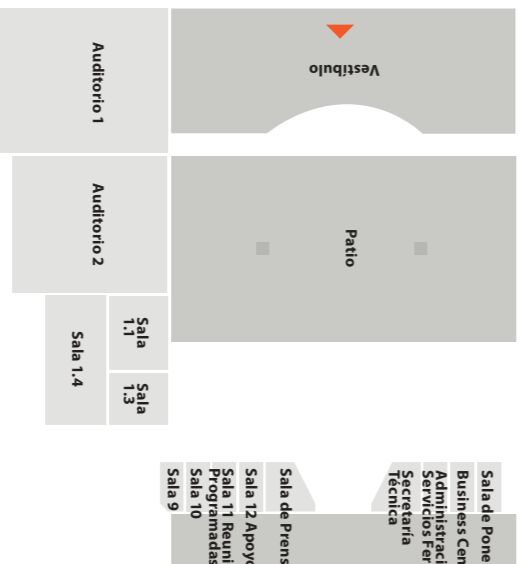 Vestíbulo
Auditorio 1
Auditorio 2
Patio
Sala
1.1
Sala 1.4
Sala
1.3
Sala 9
Sala 10
Sala 11 Reuni
Programadas
Sala 12 Apoyo
Sala de Prens
Secretaría
Técnica
Administraci
Servicios Fer
Business Cen
Sala de Pone